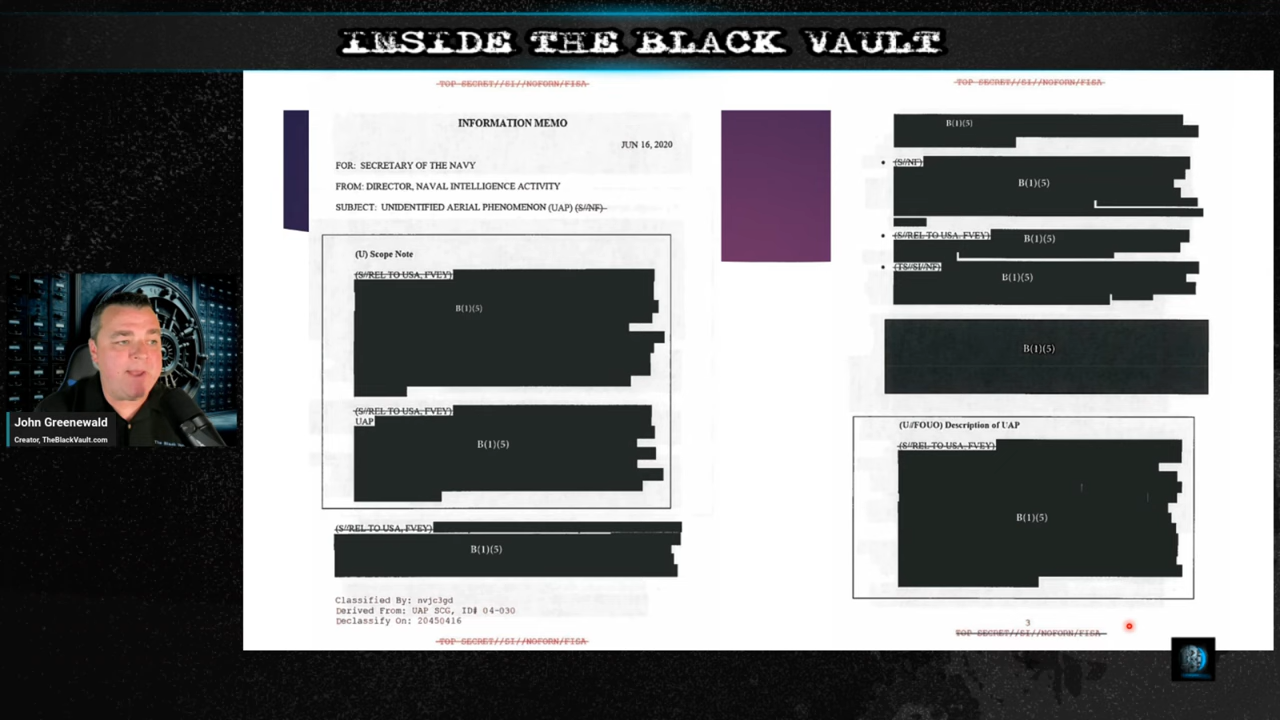 INSIDE THE BLACK VAULT
TOP SECRET//SI//NOFORN/FISA
INFORMATION MEMO
JUN 16, 2020
FOR: SECRETARY OF THE NAVY
FROM: DIRECTOR, NAVAL INTELLIGENCE ACTIVITY
SUBJECT: UNIDENTIFIED AERIAL PHENOMENON (UAP) (S//NF)
(U) Scope Note
(S//REL TO USA, FVEY)
B(1)(5)
(S//REL TO USA, FVEY)
UAP
B(1)(5)
(S//REL TO USA, FVEY)
B(1)(5)
Classified By: nvjc3gd
Derived From: UAP SCG, ID# 04-030
Declassify On: 20450416
TOP SECRET//SI//NOFORN/FISA
TOP SECRET//SI//NOFORN/FISA
B(1)(5)
• (S//NF)
B(1)(5)
• (S//REL TO USA, FVEY)
B(1)(5)
• (TS//SI//NF)
B(1)(5)
B(1)(5)
(U//FOUO) Description of UAP
(S//REL TO USA, FVEY)
B(1)(5)
3
TOP SECRET//SI//NOFORN/FISA
John Greenewald
Creator, TheBlackVault.com